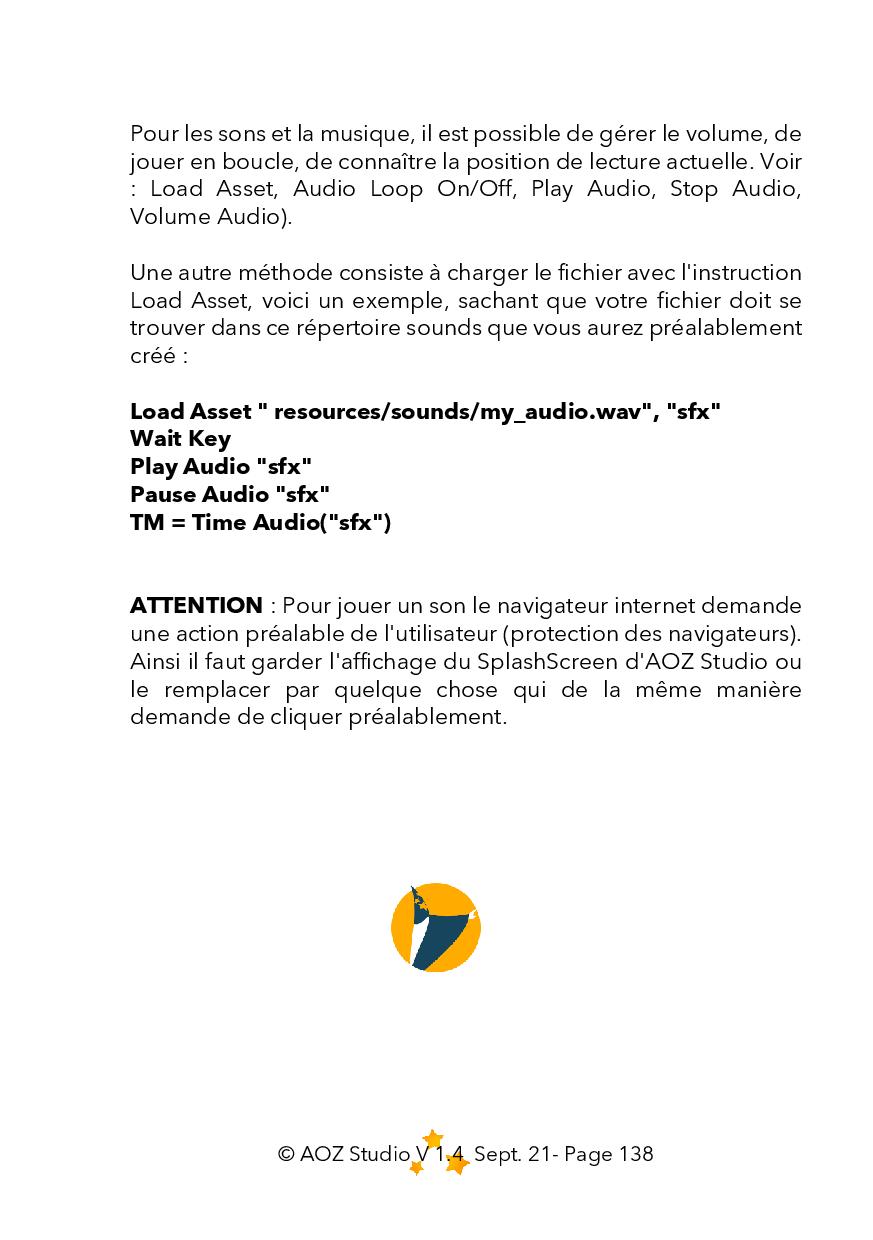 Pour les sons et la musique, il est possible de gérer le volume, de
jouer en boucle, de connaître la position de lecture actuelle. Voir
: Load Asset, Audio Loop On/Off, Play Audio, Stop Audio,
Volume Audio).
Une autre méthode consiste à charger le fichier avec l'instruction
Load Asset, voici un exemple, sachant que votre fichier doit se
trouver dans ce répertoire sounds que vous aurez préalablement
créé :
Load Asset " resources/sounds/my_audio.wav", "sfx"
Wait Key
Play Audio "sfx"
Pause Audio "sfx"
TM = Time Audio("sfx")
ATTENTION : Pour jouer un son le navigateur internet demande
une action préalable de l'utilisateur (protection des navigateurs).
Ainsi il faut garder l'affichage du SplashScreen d'AOZ Studio ou
le remplacer par quelque chose qui de la même manière
demande de cliquer préalablement.
© AOZ Studio V 1.4 Sept. 21- Page 138